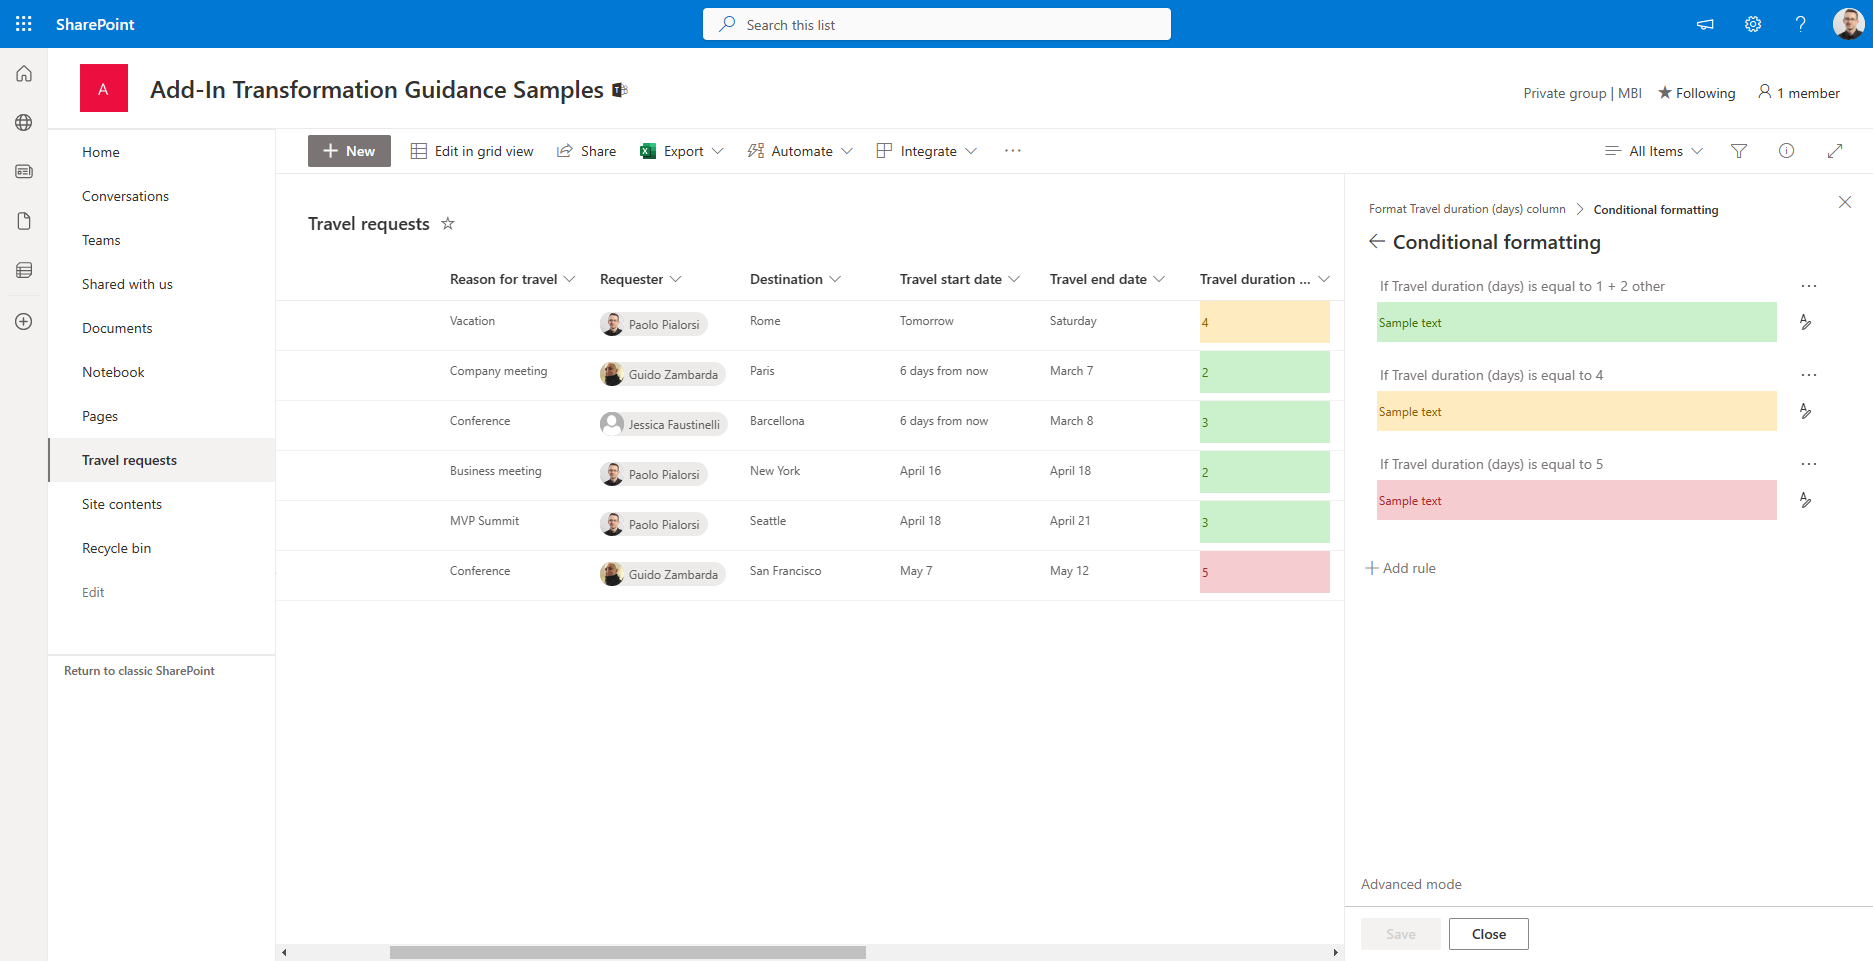 SharePoint
Search this list
A
Add-In Transformation Guidance Samples
Private group | MBI
Following
1 member
Home
Conversations
Teams
Shared with us
Documents
Notebook
Pages
Travel requests
Site contents
Recycle bin
Edit
Return to classic SharePoint
New
Edit in grid view
Share
Export
Automate
Integrate
All Items
Travel requests
Reason for travel Requester Destination Travel start date Travel end date Travel duration ...
Vacation Paolo Pialorsi Rome Tomorrow Saturday 4
Company meeting Guido Zambarda Paris 6 days from now March 7 2
Conference Jessica Faustinelli Barcellona 6 days from now March 8 3
Business meeting Paolo Pialorsi New York April 16 April 18 2
MVP Summit Paolo Pialorsi Seattle April 18 April 21 3
Conference Guido Zambarda San Francisco May 7 May 12 5
Format Travel duration (days) column > Conditional formatting
Conditional formatting
If Travel duration (days) is equal to 1 + 2 other
Sample text
If Travel duration (days) is equal to 4
Sample text
If Travel duration (days) is equal to 5
Sample text
Add rule
Advanced mode
Save
Close